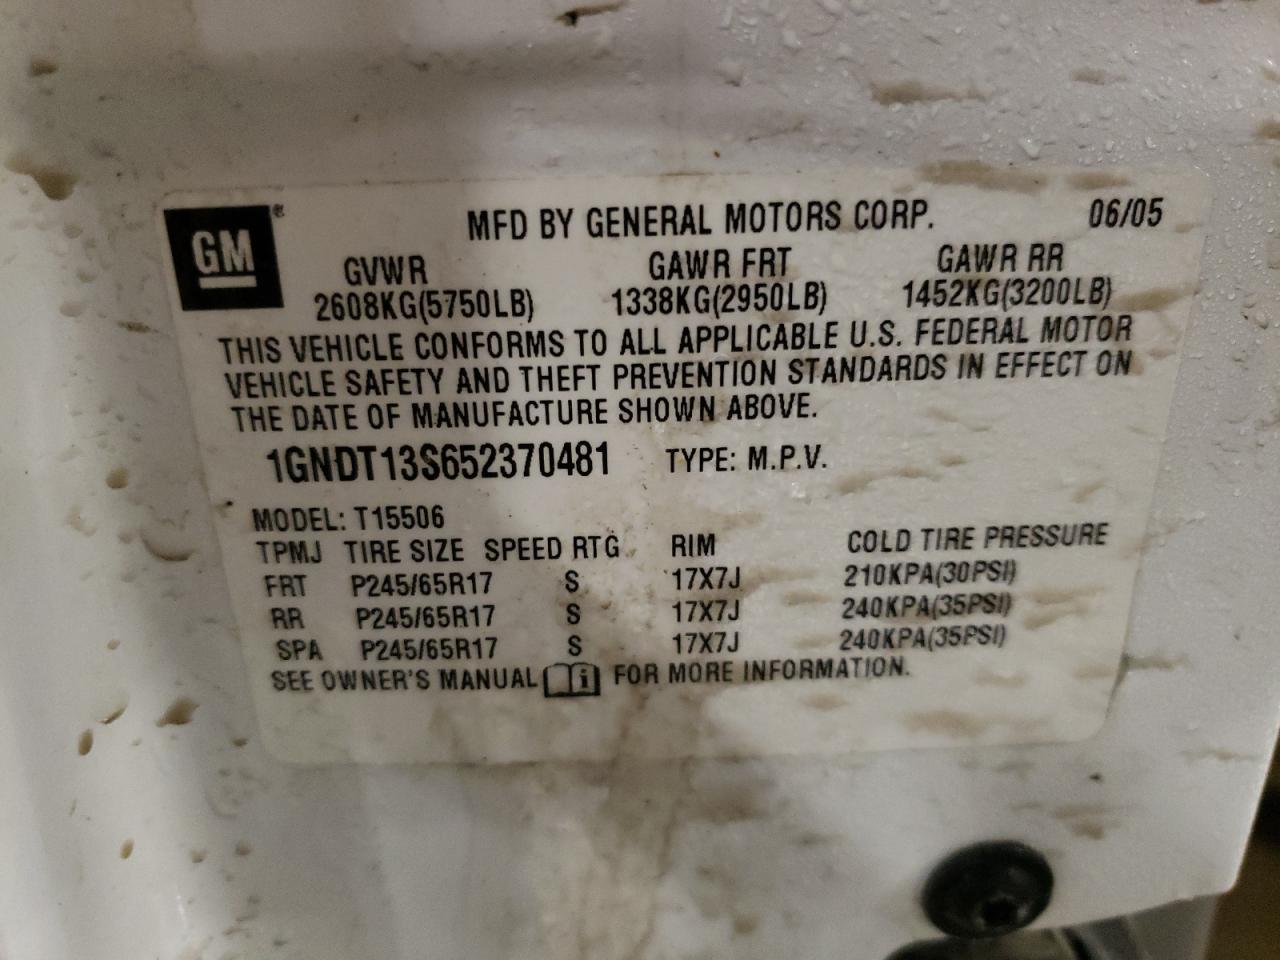 GM® MFD BY GENERAL MOTORS CORP. 06/05
GVWR GAWR FRT GAWR RR
2608KG(5750LB) 1338KG(2950LB) 1452KG(3200LB)
THIS VEHICLE CONFORMS TO ALL APPLICABLE U.S. FEDERAL MOTOR
VEHICLE SAFETY AND THEFT PREVENTION STANDARDS IN EFFECT ON
THE DATE OF MANUFACTURE SHOWN ABOVE.
1GNDT13S652370481 TYPE: M.P.V.
MODEL: T15506
TPMJ TIRE SIZE SPEED RTG RIM COLD TIRE PRESSURE
FRT P245/65R17 S 17X7J 210KPA(30PSI)
RR P245/65R17 S 17X7J 240KPA(35PSI)
SPA P245/65R17 S 17X7J 240KPA(35PSI)
SEE OWNER'S MANUAL i FOR MORE INFORMATION.